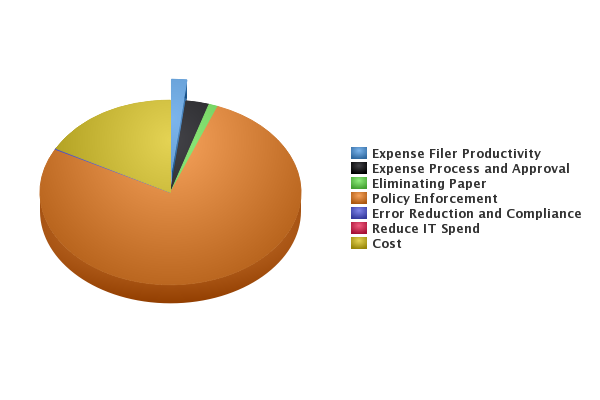 Expense Filer Productivity
Expense Process and Approval
Eliminating Paper
Policy Enforcement
Error Reduction and Compliance
Reduce IT Spend
Cost